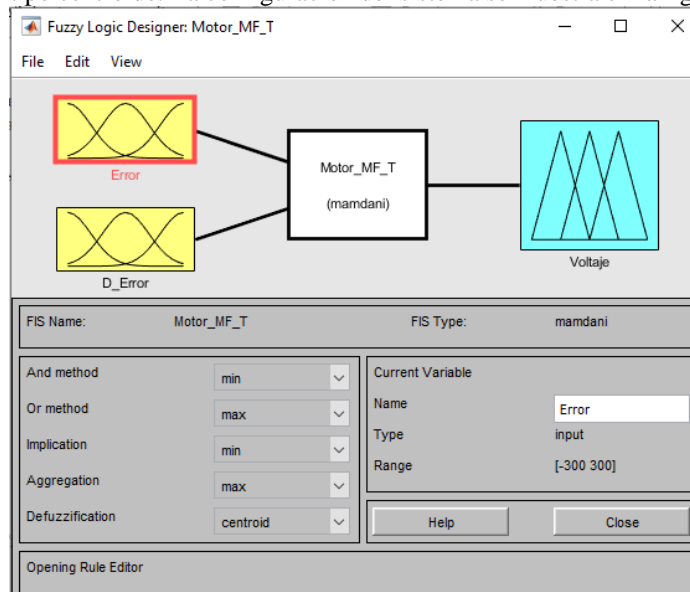 Fuzzy Logic Designer: Motor_MF_T
File Edit View
Error
Motor_MF_T
(mamdani)
D_Error
Voltaje
FIS Name: Motor_MF_T FIS Type: mamdani
And method min
Or method max
Implication min
Aggregation max
Defuzzification centroid
Current Variable
Name Error
Type input
Range [-300 300]
Help Close
Opening Rule Editor